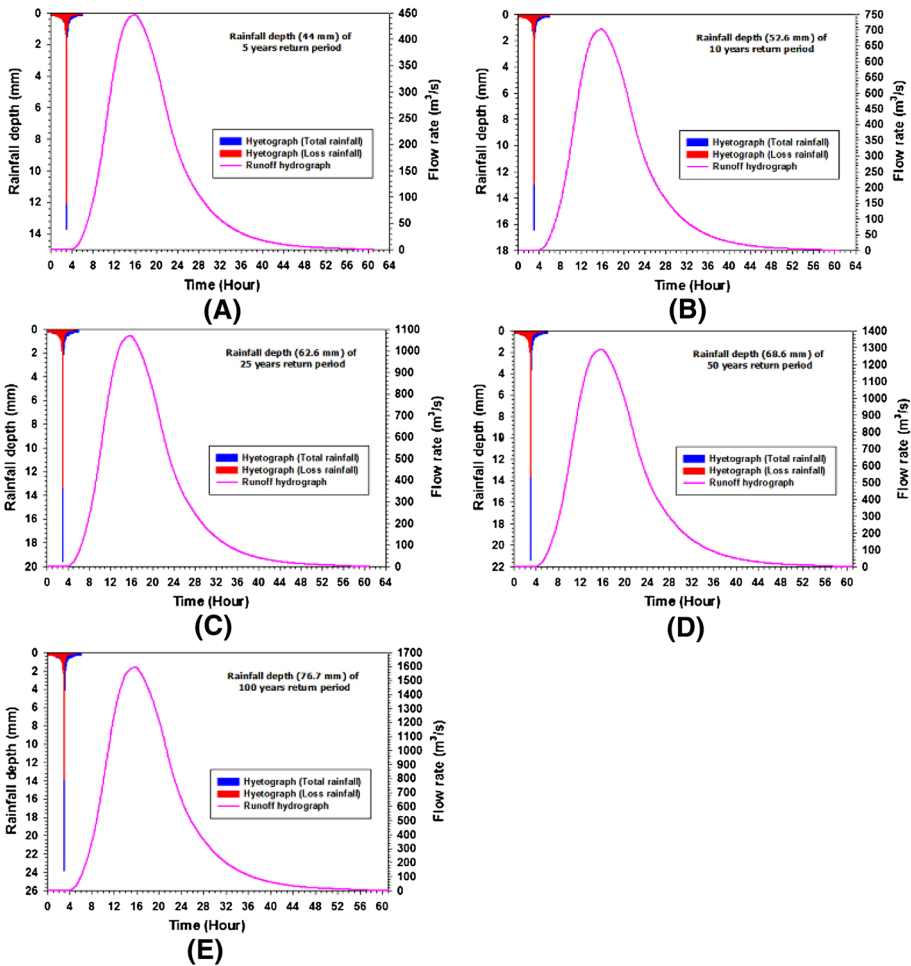 Rainfall depth (44 mm) of
5 years return period
Rainfall depth (mm)
0
2
4
6
8
10
12
14
Flow rate (m³/s)
450
400
350
300
250
200
150
100
50
0
Hyetograph (Total rainfall)
Hyetograph (Loss rainfall)
Runoff hydrograph
0 4 8 12 16 20 24 28 32 36 40 44 48 52 56 60 64
Time (Hour)
(A)
Rainfall depth (52.6 mm) of
10 years return period
Rainfall depth (mm)
0
2
4
6
8
10
12
14
16
18
Flow rate (m³/s)
750
700
650
600
550
500
450
400
350
300
250
200
150
100
50
0
Hyetograph (Total rainfall)
Hyetograph (Loss rainfall)
Runoff hydrograph
0 4 8 12 16 20 24 28 32 36 40 44 48 52 56 60 64
Time (Hour)
(B)
Rainfall depth (62.6 mm) of
25 years return period
Rainfall depth (mm)
0
2
4
6
8
10
12
14
16
18
20
Flow rate (m³/s)
1100
1000
900
800
700
600
500
400
300
200
100
0
Hyetograph (Total rainfall)
Hyetograph (Loss rainfall)
Runoff hydrograph
0 4 8 12 16 20 24 28 32 36 40 44 48 52 56 60 64
Time (Hour)
(C)
Rainfall depth (68.6 mm) of
50 years return period
Rainfall depth (mm)
0
2
4
6
8
10
12
14
16
18
20
22
Flow rate (m³/s)
1400
1300
1200
1100
1000
900
800
700
600
500
400
300
200
100
0
Hyetograph (Total rainfall)
Hyetograph (Loss rainfall)
Runoff hydrograph
0 4 8 12 16 20 24 28 32 36 40 44 48 52 56 60
Time (Hour)
(D)
Rainfall depth (76.7 mm) of
100 years return period
Rainfall depth (mm)
0
2
4
6
8
10
12
14
16
18
20
22
24
26
Flow rate (m³/s)
1700
1600
1500
1400
1300
1200
1100
1000
900
800
700
600
500
400
300
200
100
0
Hyetograph (Total rainfall)
Hyetograph (Loss rainfall)
Runoff hydrograph
0 4 8 12 16 20 24 28 32 36 40 44 48 52 56 60
Time (Hour)
(E)